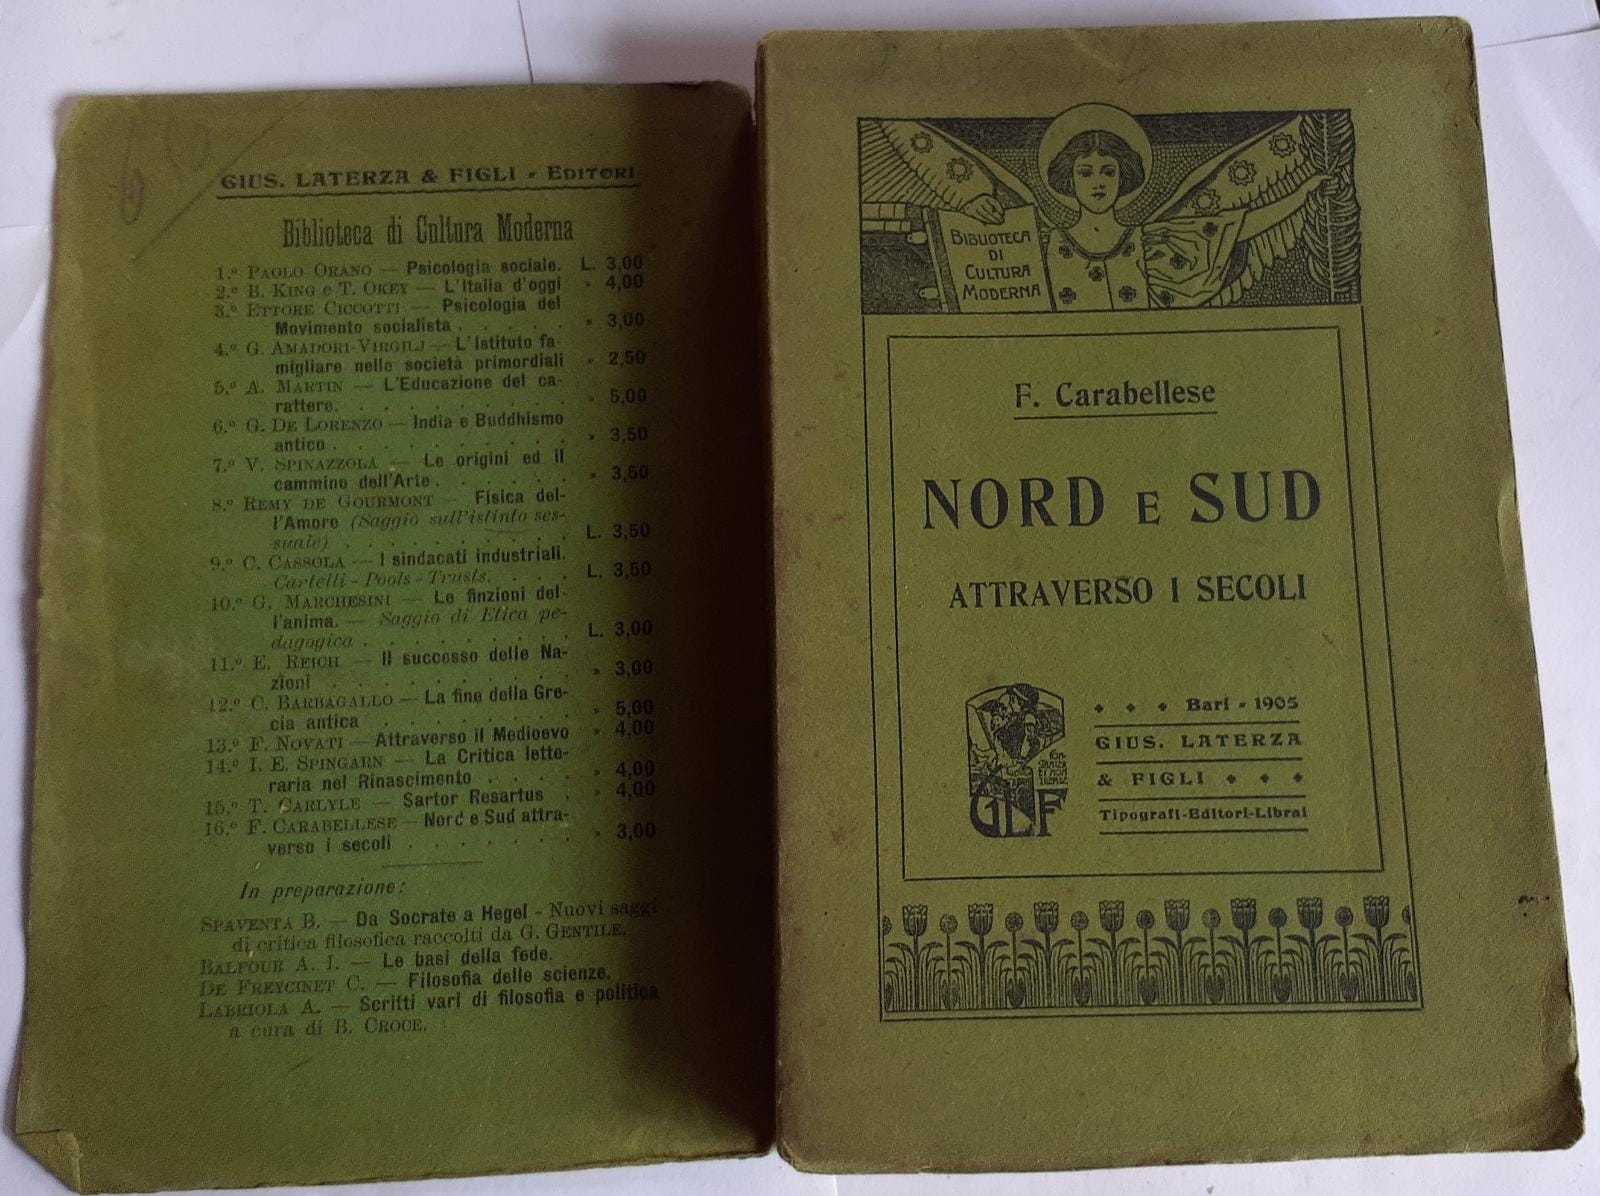 GIUS. LATERZA & FIGLI - EDITORI
Biblioteca di Cultura Moderna
1.º PAOLO ORANO — Psicologia sociale. L. 3,00
2.º B. KING e T. OKEY — L'Italia d'oggi » 4,00
3.º ETTORE CICCOTTI — Psicologia del
Movimento socialista . . . . . » 3,00
4.º G. AMADORI-VIRGILJ — L'Istituto fa-
migliare nelle società primordiali » 2,50
5.º A. MARTIN — L'Educazione del ca-
rattere. . . . . . . . . . » 5,00
6.º G. DE LORENZO — India e Buddhismo
antico . . . . . . . . . . » 3,50
7.º V. SPINAZZOLA — Le origini ed il
cammino dell'Arte . . . . . . » 3,50
8.º REMY DE GOURMONT — Fisica del-
l'Amore (Saggio sull'istinto ses-
suale) . . . . . . . . . . L. 3,50
9.º C. CASSOLA — I sindacati industriali.
Cartelli - Pools - Trusts. . . . . L. 3,50
10.º G. MARCHESINI — Le finzioni del-
l'anima. — Saggio di Etica pe-
dagogica . . . . . . . . . L. 3,00
11.º E. REICH — Il successo delle Na-
zioni . . . . . . . . . . » 3,00
12.º C. BARBAGALLO — La fine della Gre-
cia antica . . . . . . . . » 5,00
13.º F. NOVATI — Attraverso il Medioevo » 4,00
14.º I. E. SPINGARN — La Critica lette-
raria nel Rinascimento . . . . » 4,00
15.º T. CARLYLE — Sartor Resartus . » 4,00
16.º F. CARABELLESE — Nord e Sud attra-
verso i secoli . . . . . . . » 3,00
In preparazione:
SPAVENTA B. — Da Socrate a Hegel - Nuovi saggi
di critica filosofica raccolti da G. GENTILE.
BALFOUR A. I. — Le basi della fede.
DE FREYCINET C. — Filosofia delle scienze.
LABRIOLA A. — Scritti vari di filosofia e politica
a cura di B. CROCE.
BIBLIOTECA
DI
CULTURA
MODERNA
F. Carabellese
NORD E SUD
ATTRAVERSO I SECOLI
Bari - 1905
GIUS. LATERZA
& FIGLI
Tipografi-Editori-Librai
GLF